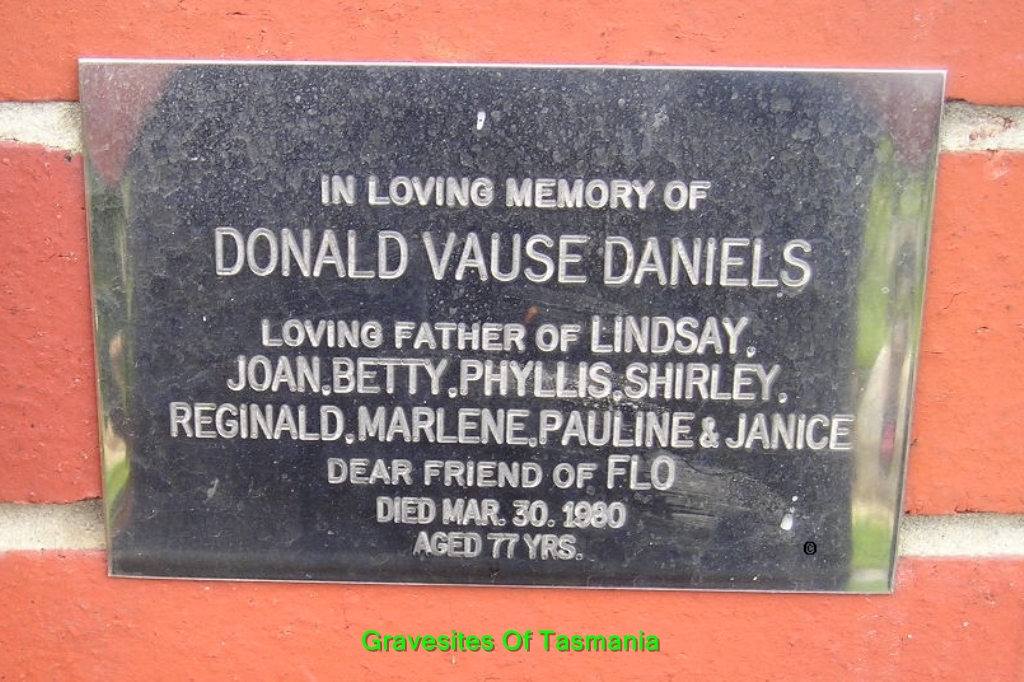 IN LOVING MEMORY OF
DONALD VAUSE DANIELS
LOVING FATHER OF LINDSAY,
JOAN, BETTY, PHYLLIS, SHIRLEY,
REGINALD, MARLENE, PAULINE & JANICE
DEAR FRIEND OF FLO
DIED MAR. 30. 1980
AGED 77 YRS.
©
Gravesites Of Tasmania